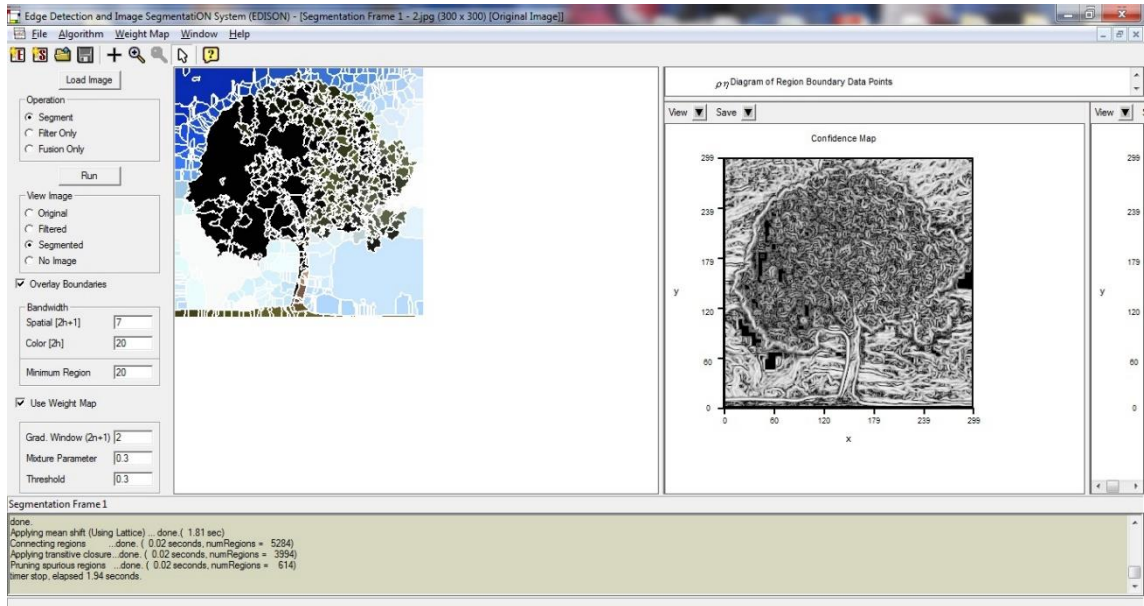 Edge Detection and Image SegmentatiON System (EDISON) - [Segmentation Frame 1 - 2.jpg (300 x 300) [Original Image]]
File Algorithm Weight Map Window Help
Load Image
Operation
Segment
Filter Only
Fusion Only
Run
View Image
Original
Filtered
Segmented
No Image
Overlay Boundaries
Bandwidth
Spatial [2h+1] 7
Color [2h] 20
Minimum Region 20
Use Weight Map
Grad. Window (2n+1) 2
Mixture Parameter 0.3
Threshold 0.3
ρη Diagram of Region Boundary Data Points
View Save
Confidence Map
299
239
179
y
120
60
0
0 60 120 179 239 299
x
View
299
239
179
y
120
60
0
Segmentation Frame 1
done.
Applying mean shift (Using Lattice) ... done.( 1.81 sec)
Connecting regions ...done. ( 0.02 seconds, numRegions = 5284)
Applying transitive closure...done. ( 0.02 seconds, numRegions = 3994)
Pruning spurious regions ...done. ( 0.02 seconds, numRegions = 614)
timer stop, elapsed 1.94 seconds.